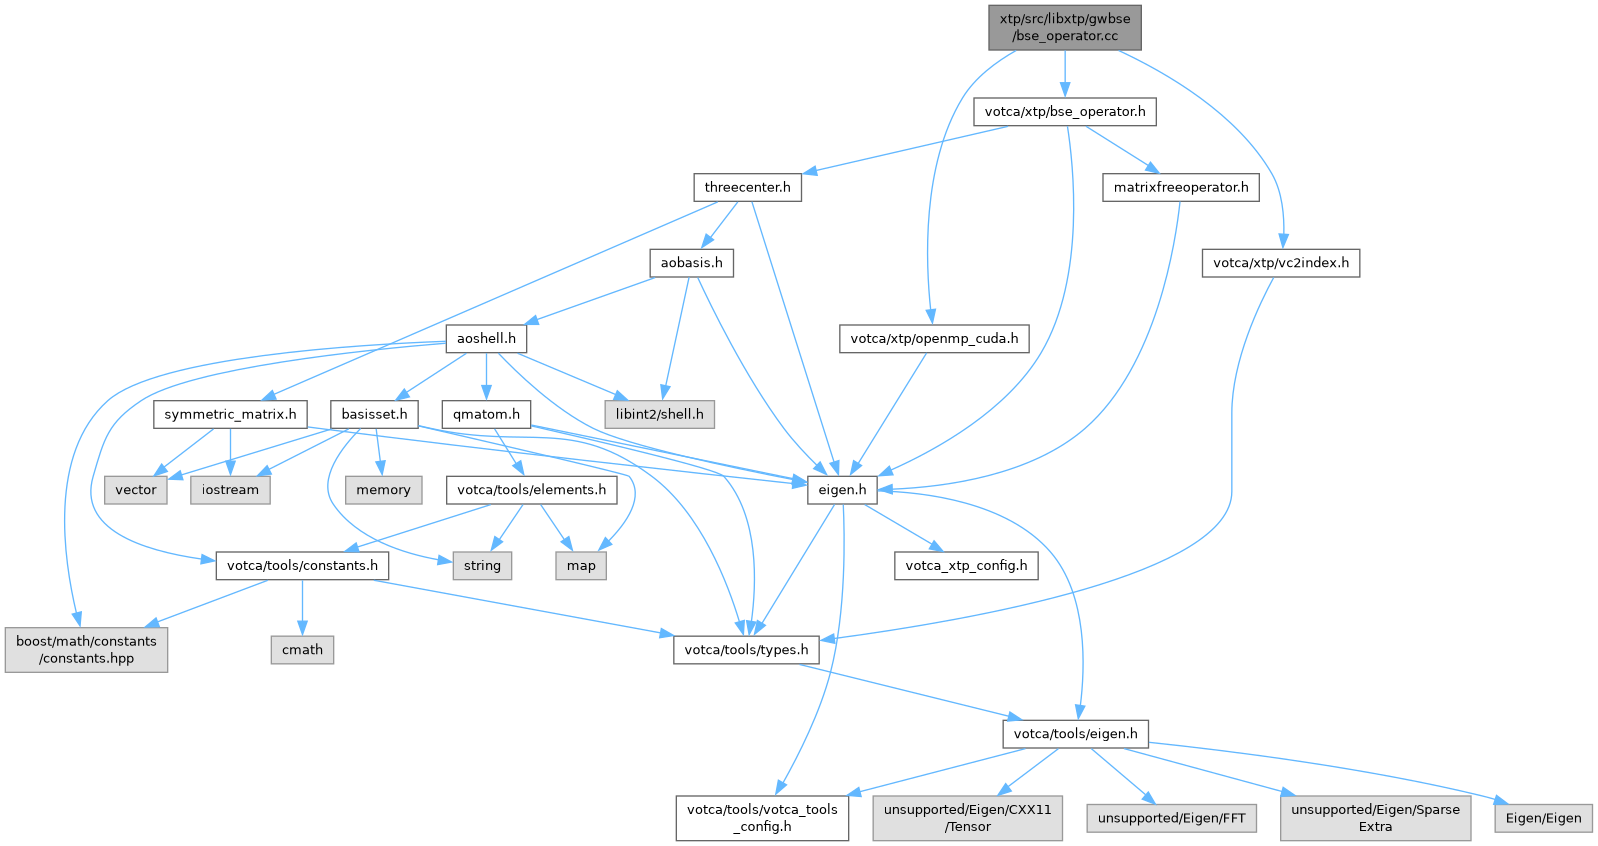 xtp/src/libxtp/gwbse
/bse_operator.cc
votca/xtp/bse_operator.h
threecenter.h
matrixfreeoperator.h
aobasis.h
votca/xtp/vc2index.h
aoshell.h
votca/xtp/openmp_cuda.h
symmetric_matrix.h
basisset.h
qmatom.h
libint2/shell.h
vector
iostream
memory
votca/tools/elements.h
eigen.h
votca/tools/constants.h
string
map
votca_xtp_config.h
boost/math/constants
/constants.hpp
cmath
votca/tools/types.h
votca/tools/eigen.h
votca/tools/votca_tools
_config.h
unsupported/Eigen/CXX11
/Tensor
unsupported/Eigen/FFT
unsupported/Eigen/Sparse
Extra
Eigen/Eigen